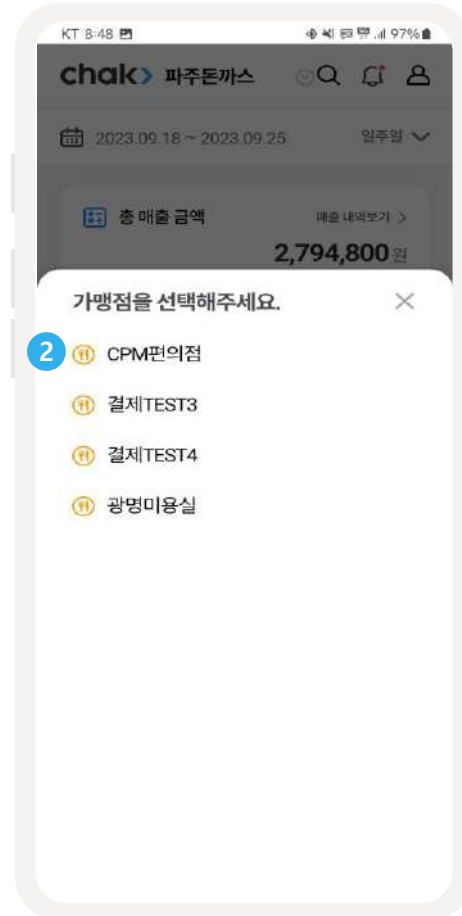 KT 8:48
97%
chak> 파주돈까스
2023.09.18 ~ 2023.09.25 일주일
총 매출 금액 매출 내역보기 >
2,794,800 원
가맹점을 선택해주세요.
2 CPM편의점
결제TEST3
결제TEST4
광명미용실